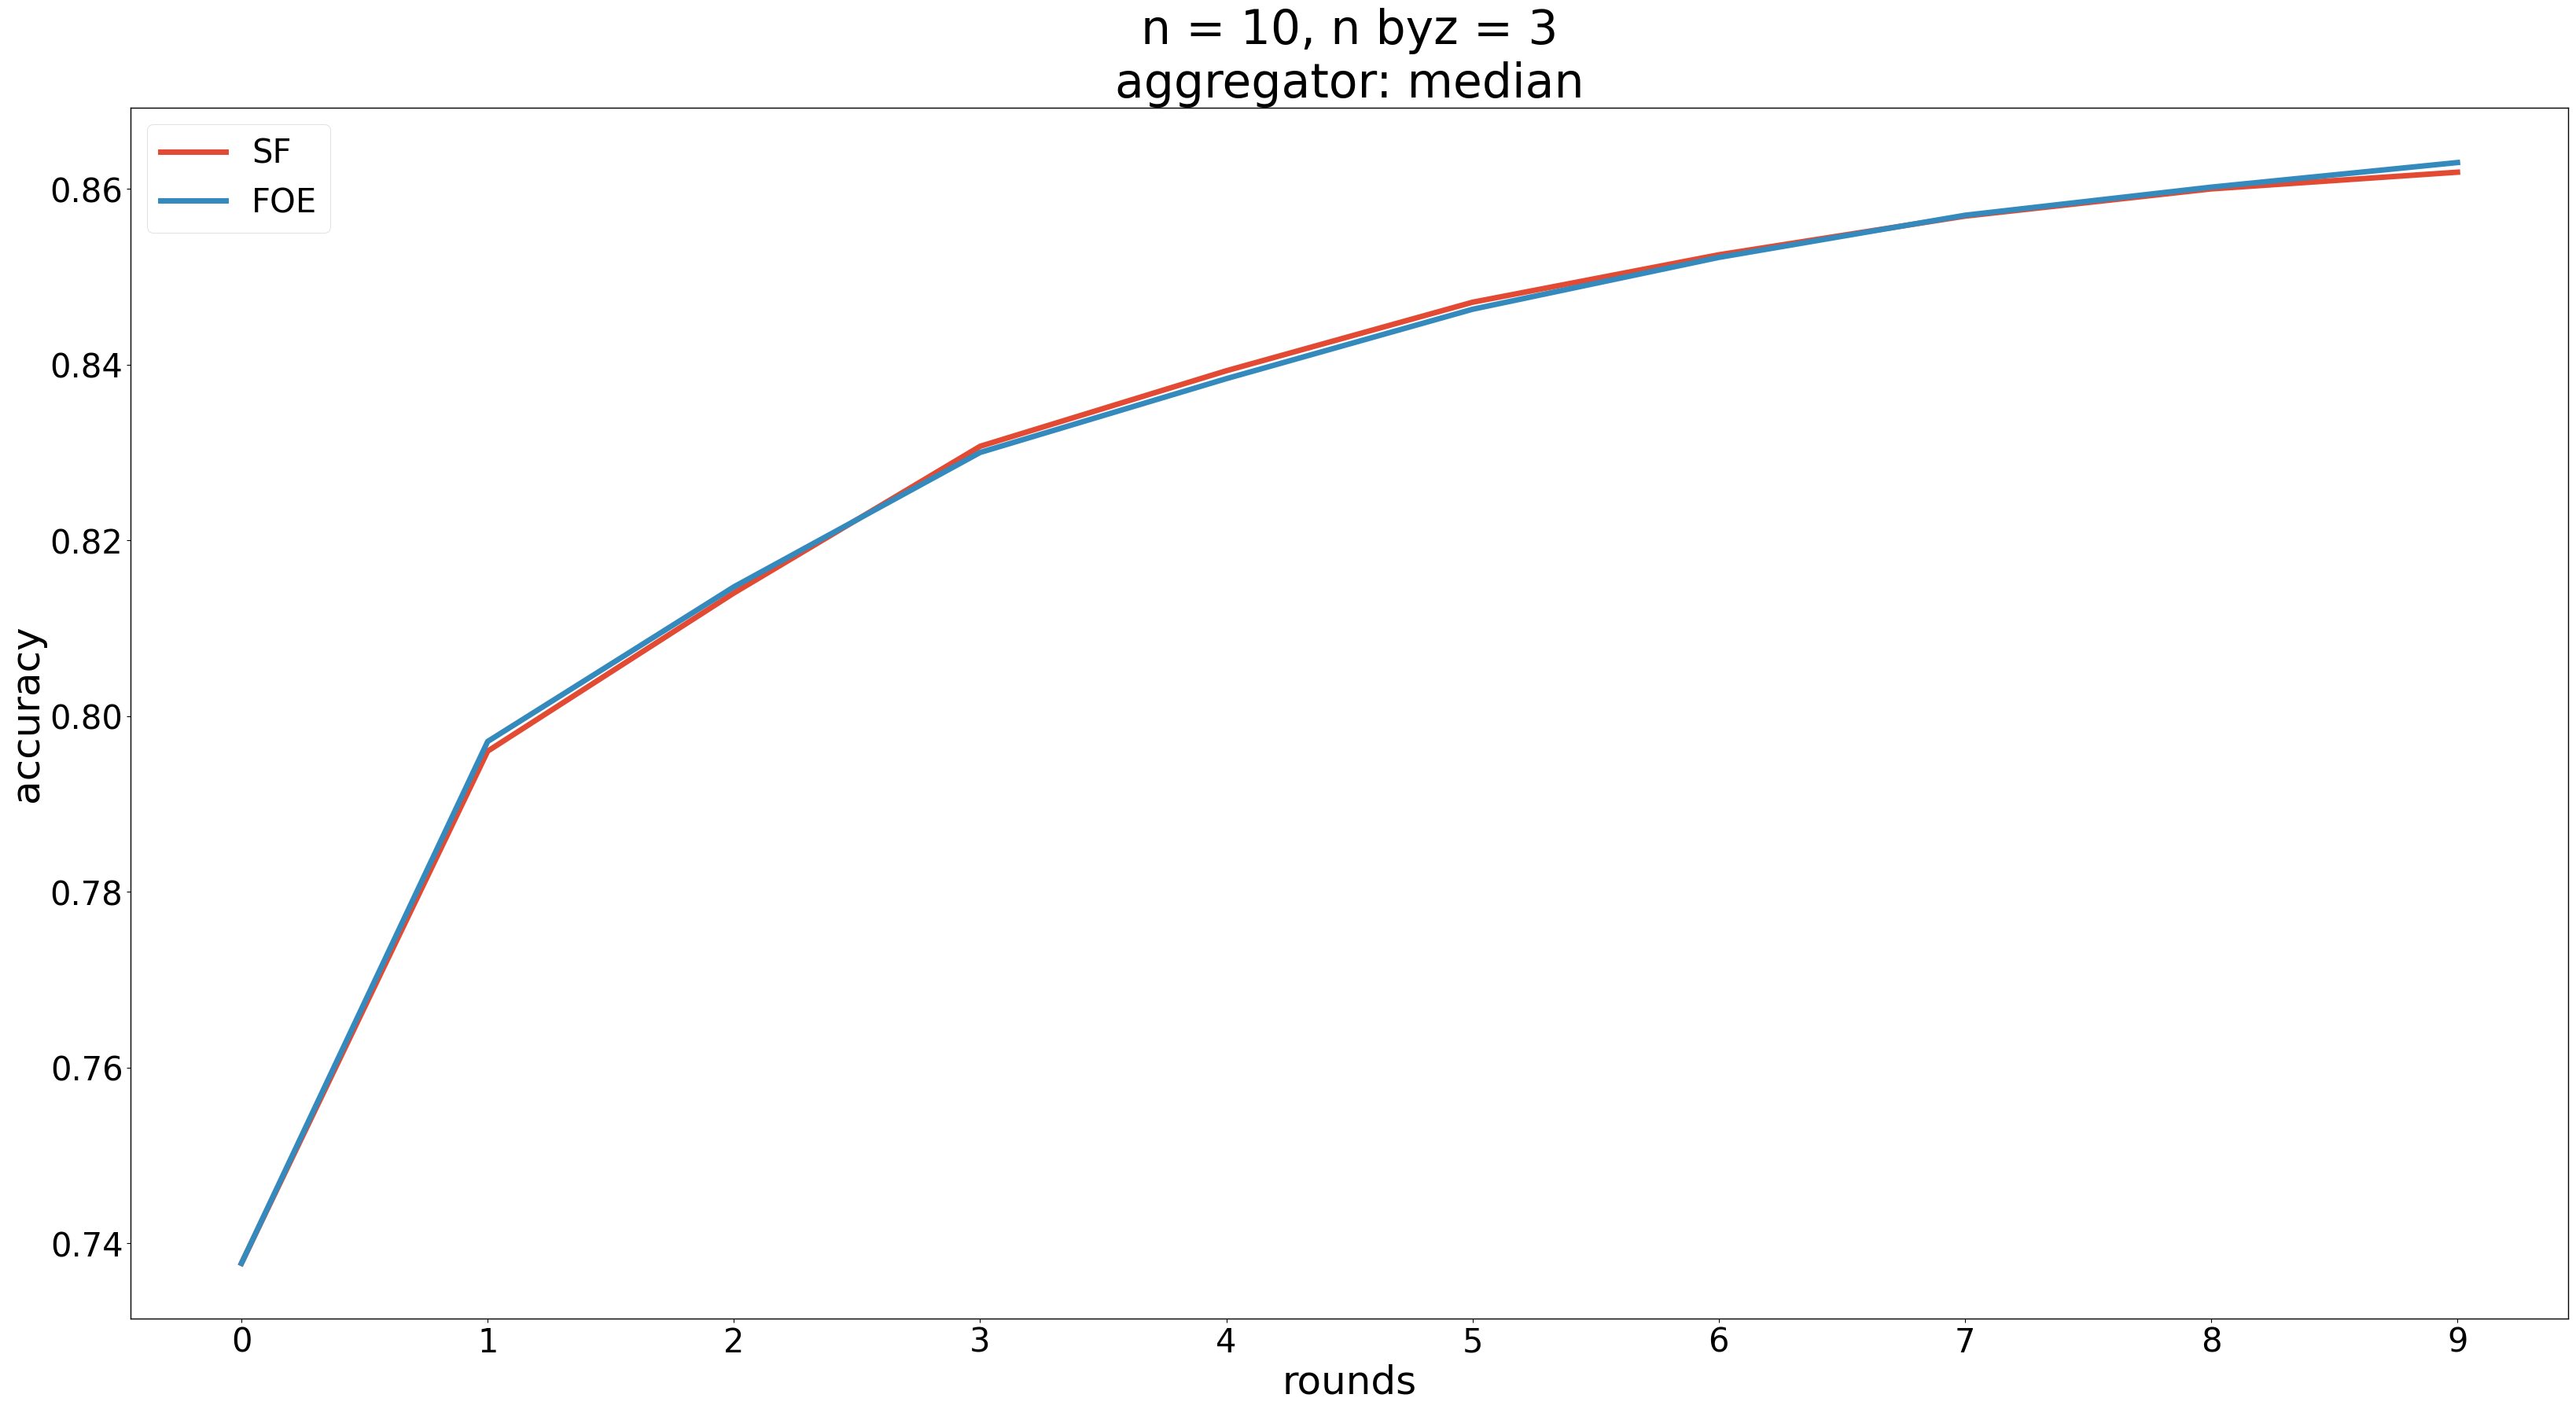 n = 10, n byz = 3
aggregator: median
SF
FOE
0.86
0.84
0.82
0.80
0.78
0.76
0.74
accuracy
0 1 2 3 4 5 6 7 8 9
rounds